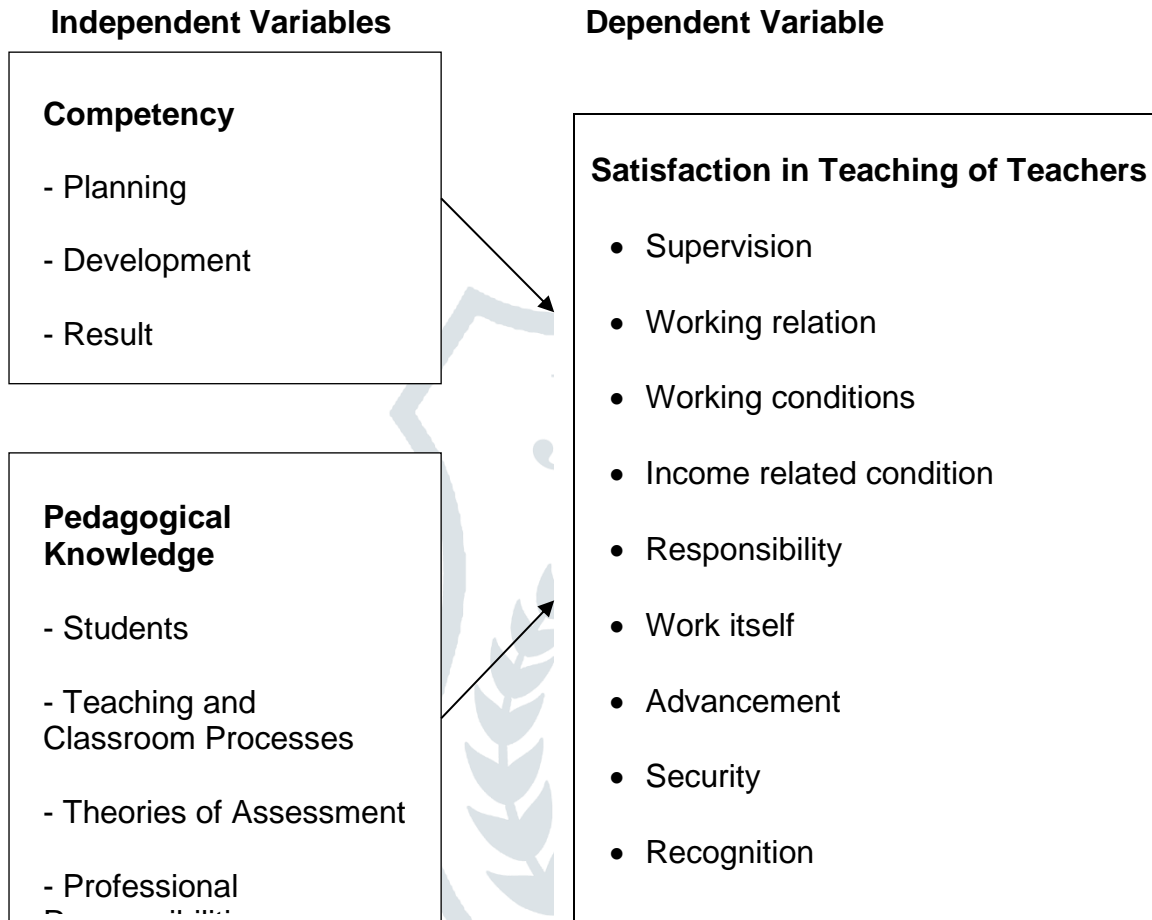 Independent Variables
Dependent Variable
Competency
- Planning
- Development
- Result
Pedagogical
Knowledge
- Students
- Teaching and
Classroom Processes
- Theories of Assessment
- Professional
Satisfaction in Teaching of Teachers
• Supervision
• Working relation
• Working conditions
• Income related condition
• Responsibility
• Work itself
• Advancement
• Security
• Recognition